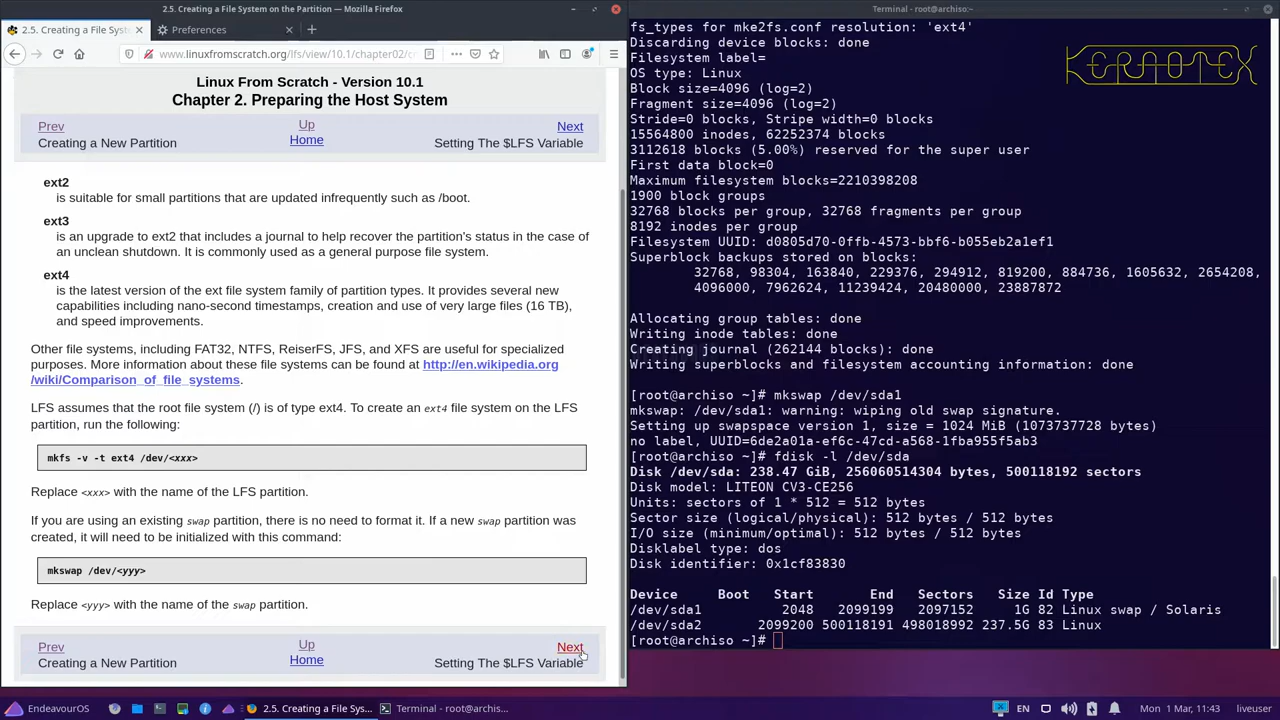 2.5. Creating a File System on the Partition — Mozilla Firefox
2.5. Creating a File System
Preferences
www.linuxfromscratch.org/lfs/view/10.1/chapter02/c
Linux From Scratch - Version 10.1
Chapter 2. Preparing the Host System
Prev
Up
Next
Creating a New Partition
Home
Setting The $LFS Variable
ext2
is suitable for small partitions that are updated infrequently such as /boot.
ext3
is an upgrade to ext2 that includes a journal to help recover the partition's status in the case of
an unclean shutdown. It is commonly used as a general purpose file system.
ext4
is the latest version of the ext file system family of partition types. It provides several new
capabilities including nano-second timestamps, creation and use of very large files (16 TB),
and speed improvements.
Other file systems, including FAT32, NTFS, ReiserFS, JFS, and XFS are useful for specialized
purposes. More information about these file systems can be found at http://en.wikipedia.org
/wiki/Comparison_of_file_systems.
LFS assumes that the root file system (/) is of type ext4. To create an ext4 file system on the LFS
partition, run the following:
mkfs -v -t ext4 /dev/<xxx>
Replace <xxx> with the name of the LFS partition.
If you are using an existing swap partition, there is no need to format it. If a new swap partition was
created, it will need to be initialized with this command:
mkswap /dev/<yyy>
Replace <yyy> with the name of the swap partition.
Prev
Up
Next
Creating a New Partition
Home
Setting The $LFS Variable
Terminal - root@archiso:~
KERNOTEX
fs_types for mke2fs.conf resolution: 'ext4'
Discarding device blocks: done
Filesystem label=
OS type: Linux
Block size=4096 (log=2)
Fragment size=4096 (log=2)
Stride=0 blocks, Stripe width=0 blocks
15564800 inodes, 62252374 blocks
3112618 blocks (5.00%) reserved for the super user
First data block=0
Maximum filesystem blocks=2210398208
1900 block groups
32768 blocks per group, 32768 fragments per group
8192 inodes per group
Filesystem UUID: d0805d70-0ffb-4573-bbf6-b055eb2a1ef1
Superblock backups stored on blocks:
32768, 98304, 163840, 229376, 294912, 819200, 884736, 1605632, 2654208,
4096000, 7962624, 11239424, 20480000, 23887872
Allocating group tables: done
Writing inode tables: done
Creating journal (262144 blocks): done
Writing superblocks and filesystem accounting information: done
[root@archiso ~]# mkswap /dev/sda1
mkswap: /dev/sda1: warning: wiping old swap signature.
Setting up swapspace version 1, size = 1024 MiB (1073737728 bytes)
no label, UUID=6de2a01a-ef6c-47cd-a568-1fba955f5ab3
[root@archiso ~]# fdisk -l /dev/sda
Disk /dev/sda: 238.47 GiB, 256060514304 bytes, 500118192 sectors
Disk model: LITEON CV3-CE256
Units: sectors of 1 * 512 = 512 bytes
Sector size (logical/physical): 512 bytes / 512 bytes
I/O size (minimum/optimal): 512 bytes / 512 bytes
Disklabel type: dos
Disk identifier: 0x1cf83830
Device Boot Start End Sectors Size Id Type
/dev/sda1 2048 2099199 2097152 1G 82 Linux swap / Solaris
/dev/sda2 2099200 500118191 498018992 237.5G 83 Linux
[root@archiso ~]#
EndeavourOS
2.5. Creating a File Sys...
Terminal - root@archis...
EN
Mon 1 Mar, 11:43
liveuser